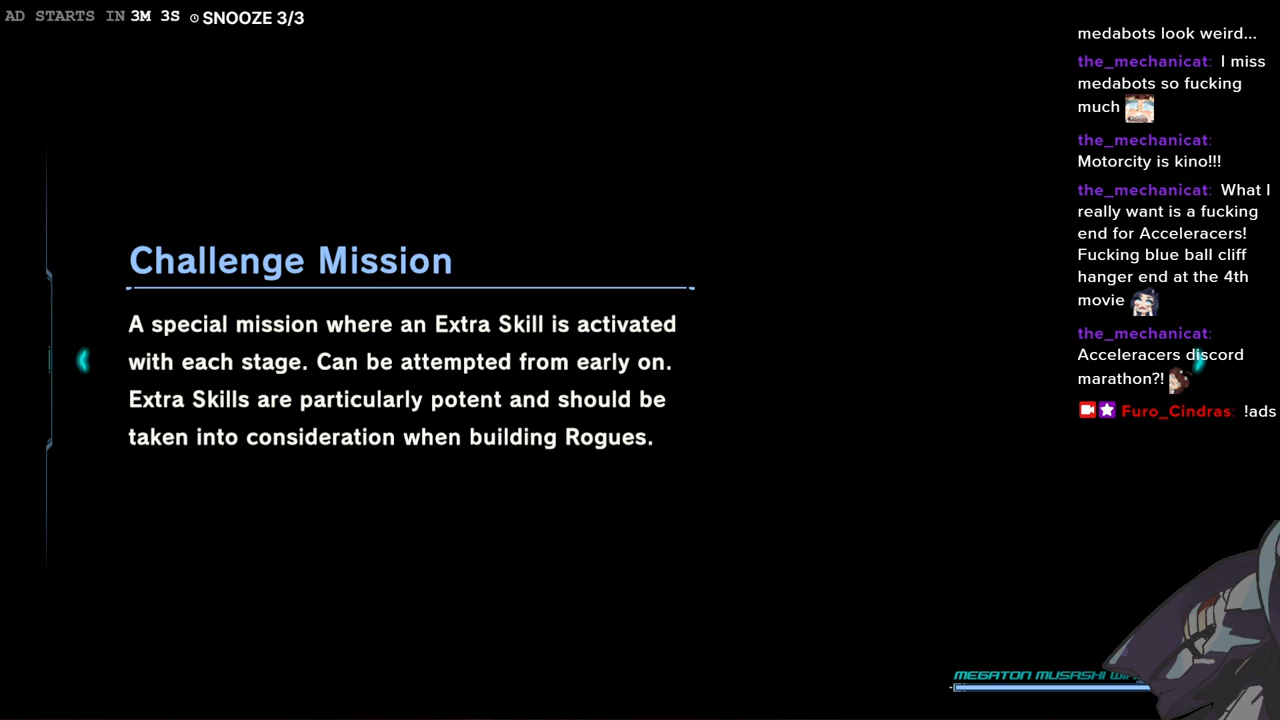 AD STARTS IN 3M 3S SNOOZE 3/3
medabots look weird...
the_mechanicat: I miss
medabots so fucking
much
the_mechanicat:
Motorcity is kino!!!
the_mechanicat: What I
really want is a fucking
end for Acceleracers!
Fucking blue ball cliff
hanger end at the 4th
movie
the_mechanicat:
Acceleracers discord
marathon?!
Furo_Cindras: !ads
Challenge Mission
A special mission where an Extra Skill is activated
with each stage. Can be attempted from early on.
Extra Skills are particularly potent and should be
taken into consideration when building Rogues.
MEGATON MUSASHI